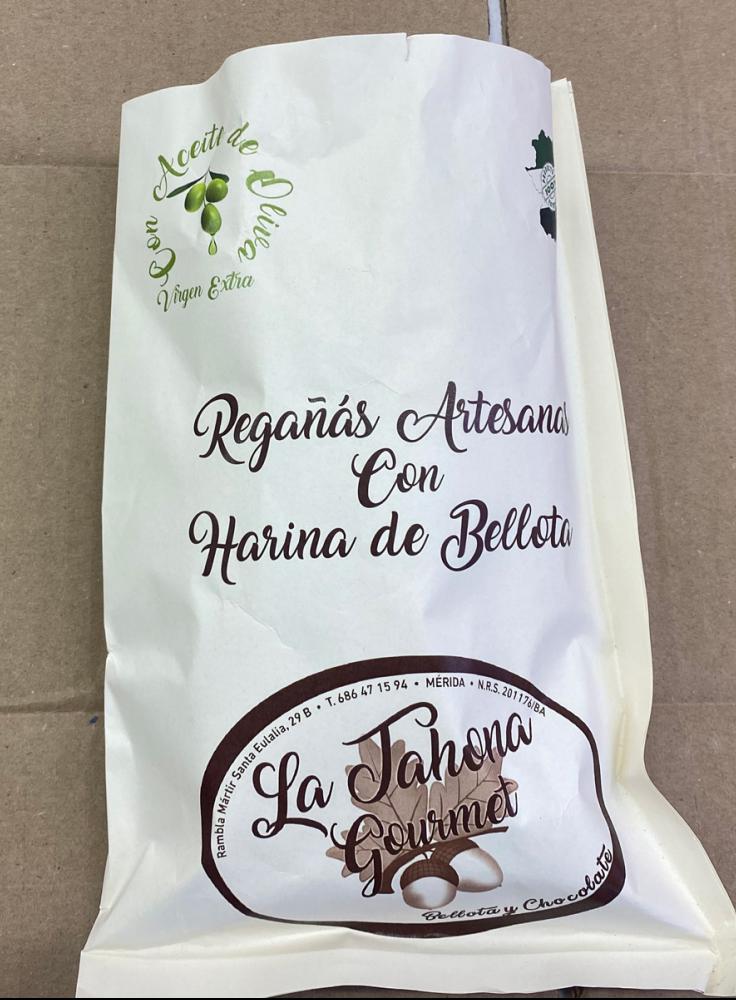 Con Aceite de Oliva
Virgen Extra
Regañás Artesanas
Con
Harina de Bellota
Rambla Mártir Santa Eulalia, 29 B • T. 686 47 15 94 • MÉRIDA • N.R.S. 201176/BA
La Tahona
Gourmet
Bellota y Chocolate